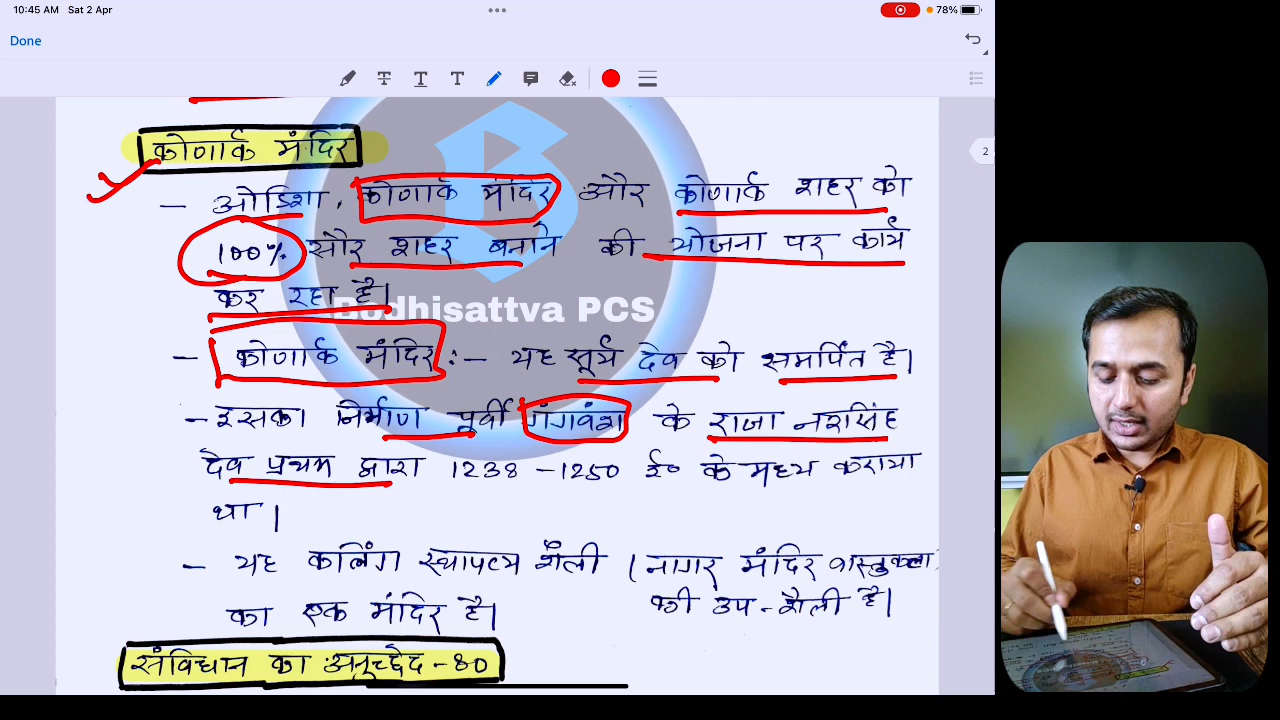 10:45 AM Sat 2 Apr
78%
Done
T T T
2
कोणार्क मंदिर
- ओडिशा, कोणार्क मंदिर और कोणार्क शहर को
100% सौर शहर बनाने की योजना पर कार्य
कर रहा है।
Bodhisattva PCS
- कोणार्क मंदिर :- यह सूर्य देव को समर्पित है।
- इसका निर्माण पूर्वी गंगवंश के राजा नरसिंह
देव प्रथम द्वारा 1238 -1250 ई० के मध्य कराया
था।
- यह कलिंग स्थापत्य शैली (नागर मंदिर वास्तुकला)
की उप-शैली है।
का एक मंदिर है।
संविधान का अनुच्छेद -80